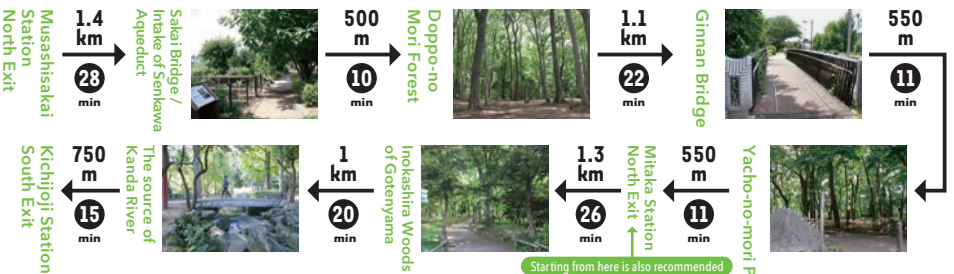 Musashisakai
Station
North Exit
1.4
km
28
min
Sakai Bridge /
Intake of Senkawa
Aqueduct
500
m
10
min
Doppo-no
Mori Forest
1.1
km
22
min
Ginnan Bridge
550
m
11
min
Yacho-no-mori
550
m
11
min
Mitaka Station
North Exit
Starting from here is also recommended
1.3
km
26
min
Inokashira Woods
of Gotenyama
1
km
20
min
The source of
Kanda River
750
m
15
min
Kichijoji Station
South Exit